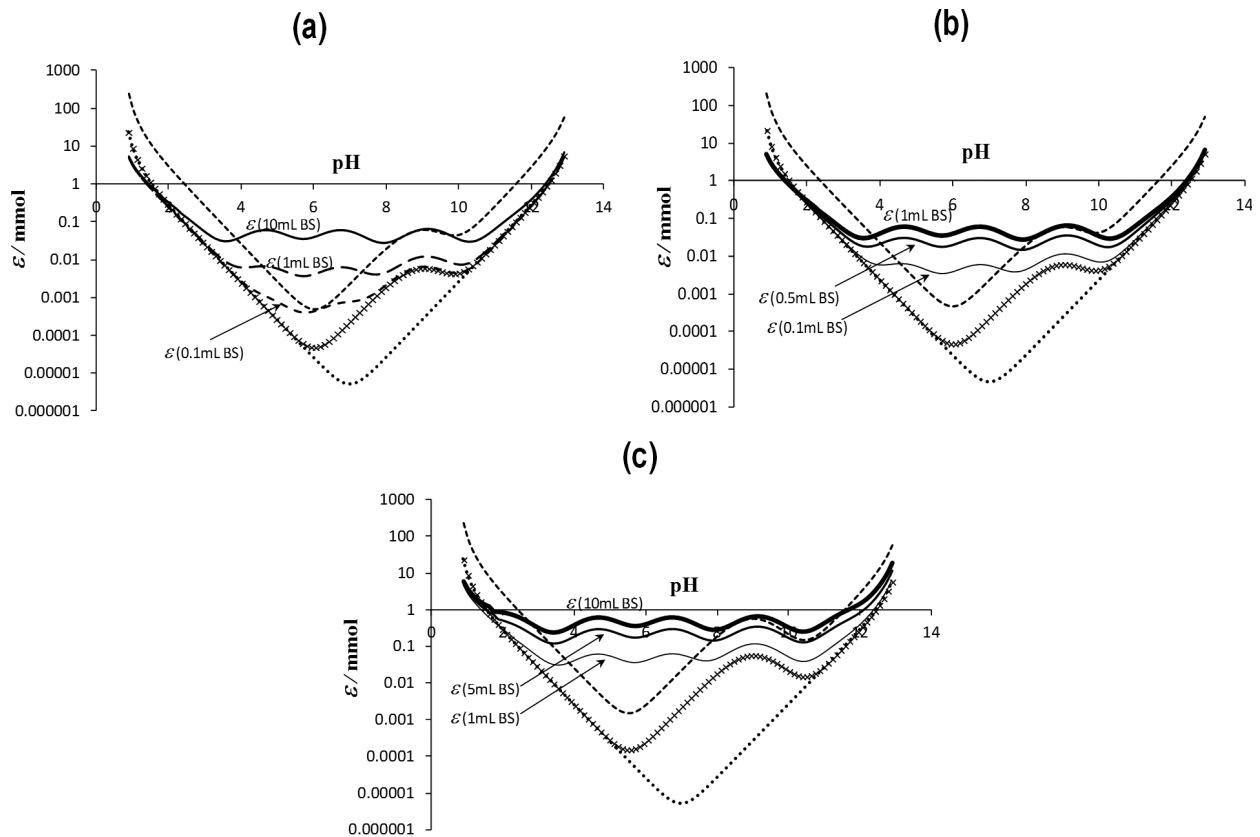 (a)
1000
100
10
1
0.1
0.01
0.001
0.0001
0.00001
0.000001
ε / mmol
pH
0 2 4 6 8 10 12 14
ε(10mL BS)
ε(1mL BS)
ε(0.1mL BS)
(b)
1000
100
10
1
0.1
0.01
0.001
0.0001
0.00001
0.000001
ε / mmol
pH
0 2 4 6 8 10 12 14
ε(1mL BS)
ε(0.5mL BS)
ε(0.1mL BS)
(c)
1000
100
10
1
0.1
0.01
0.001
0.0001
0.00001
0.000001
ε / mmol
pH
0 2 4 6 8 10 12 14
ε(10mL BS)
ε(5mL BS)
ε(1mL BS)